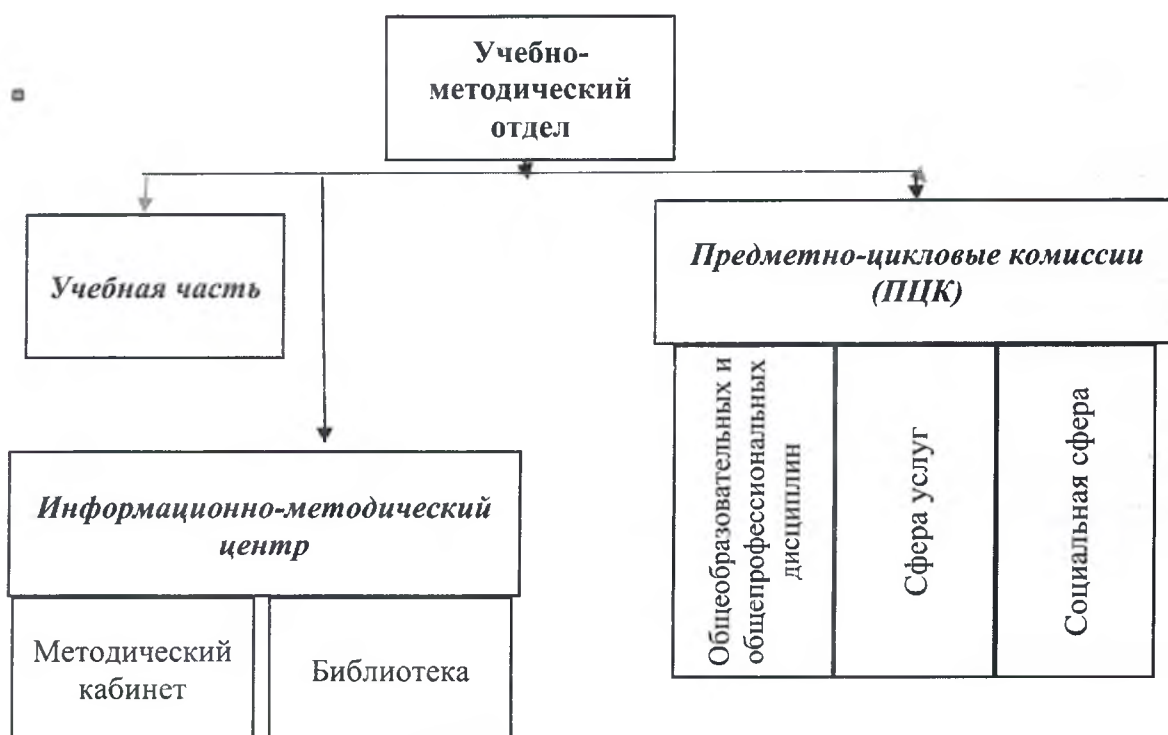 Учебно-
методический
отдел
Учебная часть
Предметно-цикловые комиссии
(ПЦК)
Информационно-методический
центр
Методический
кабинет
Библиотека
Общеобразовательных и
общепрофессиональных
дисциплин
Сфера услуг
Социальная сфера